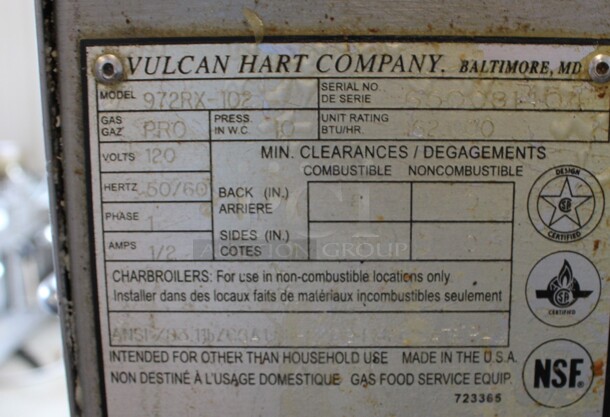 VULCAN HART COMPANY. BALTIMORE, MD
MODEL 972RX-102 SERIAL NO. DE SERIE
GAS GAZ PRO PRESS. IN W.C. 10 UNIT RATING BTU/HR.
VOLTS 120 MIN. CLEARANCES / DEGAGEMENTS
COMBUSTIBLE NONCOMBUSTIBLE
HERTZ 50/60 BACK (IN.)
ARRIERE
PHASE 1
SIDES (IN.)
AMPS 1/2 COTES
AUCTION GROUP
DESIGN CERTIFIED
CHARBROILERS: For use in non-combustible locations only.
Installer dans des locaux faits de matériaux incombustibles seulement
CERTIFIED
INTENDED FOR OTHER THAN HOUSEHOLD USE MADE IN THE U.S.A.
NON DESTINÉ À L'USAGE DOMESTIQUE GAS FOOD SERVICE EQUIP.
NSF
723365